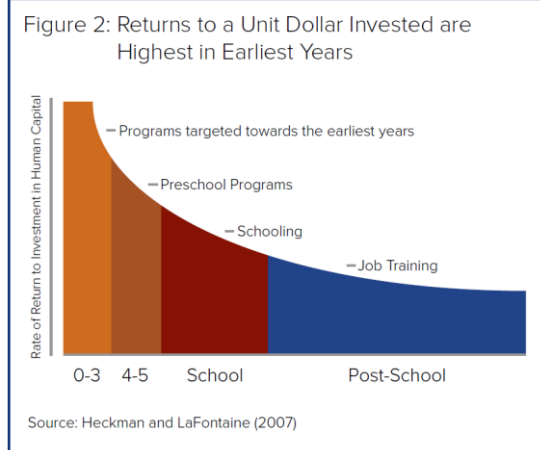 Figure 2: Returns to a Unit Dollar Invested are
Highest in Earliest Years
Rate of Return to Investment in Human Capital
Programs targeted towards the earliest years
Preschool Programs
Schooling
Job Training
0-3 4-5 School Post-School
Source: Heckman and LaFontaine (2007)